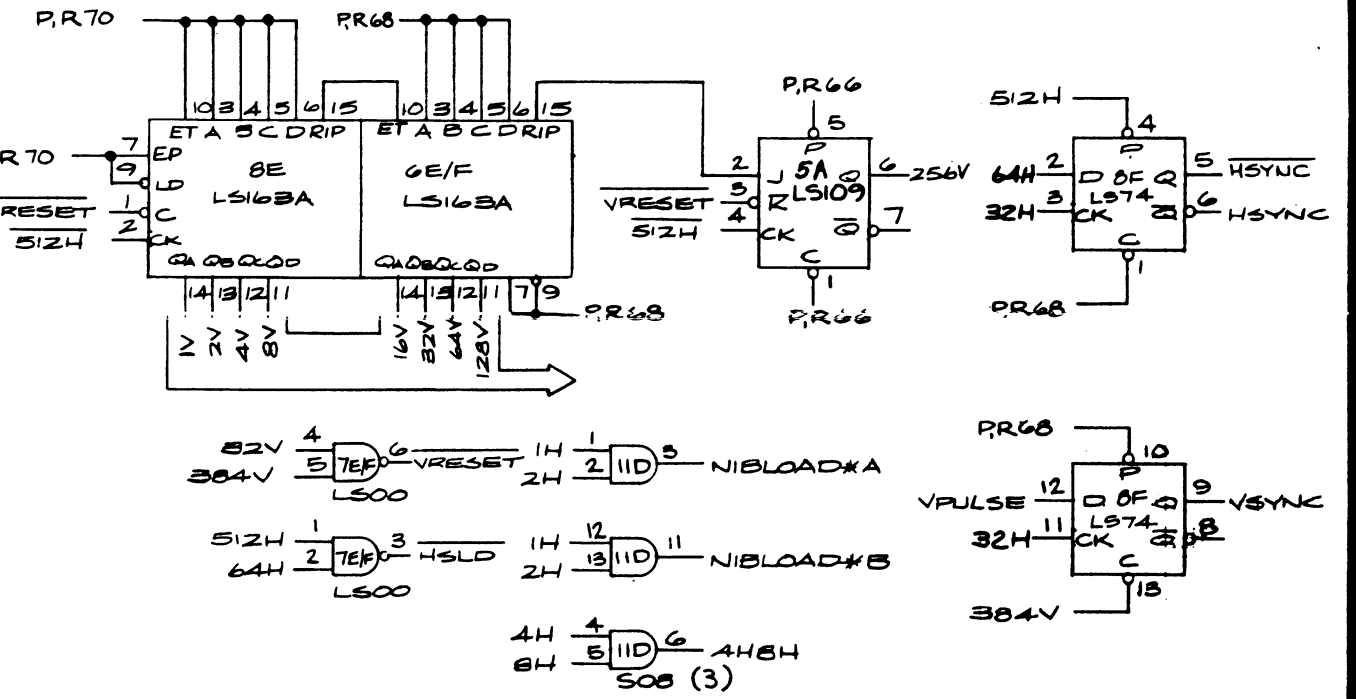 P,R70
P,R68
10 3 4 5 6 15
10 3 4 5 6 15
ET A B C D RIP
ET A B C D RIP
R70
7
EP
9
LD
8E
LS163A
6E/F
LS163A
RESET
1
C
512H
2
CK
QA QB QC QD
QA QB QC QD
14 13 12 11
14 13 12 11 7 9
P,R68
1V
2V
4V
8V
16V
32V
64V
128V
P,R66
5
P
2
J
5A
Q
6
256V
LS109
VRESET
3
K
512H
4
CK
Q
7
C
1
P,R66
512H
4
P
64H
2
D
8F
Q
5
HSYNC
32H
3
CK
LS74
Q
6
HSYNC
C
1
P,R68
82V
4
384V
5
7E/F
6
VRESET
LS00
1H
1
2H
2
11D
3
NIBLOAD*A
512H
1
64H
2
7E/F
3
HSLD
LS00
1H
12
2H
13
11D
11
NIBLOAD*B
4H
4
8H
5
11D
6
4H8H
S08 (3)
P,R68
10
P
VPULSE
12
D
8F
Q
9
VSYNC
32H
11
CK
LS74
Q
8
C
13
384V